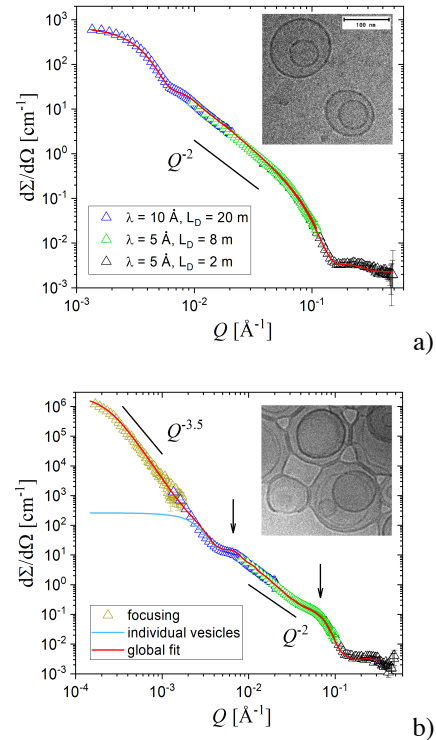 10³
10²
10¹
10⁰
10⁻¹
10⁻²
10⁻³
dΣ/dΩ [cm⁻¹]
100 nm
Q⁻²
λ = 10 Å, L_D = 20 m
λ = 5 Å, L_D = 8 m
λ = 5 Å, L_D = 2 m
10⁻³ 10⁻² 10⁻¹
Q [Å⁻¹]
a)
10⁶
10⁵
10⁴
10³
10²
10¹
10⁰
10⁻¹
10⁻²
10⁻³
dΣ/dΩ [cm⁻¹]
Q⁻³·⁵
Q⁻²
focusing
individual vesicles
global fit
10⁻⁴ 10⁻³ 10⁻² 10⁻¹
Q [Å⁻¹]
b)